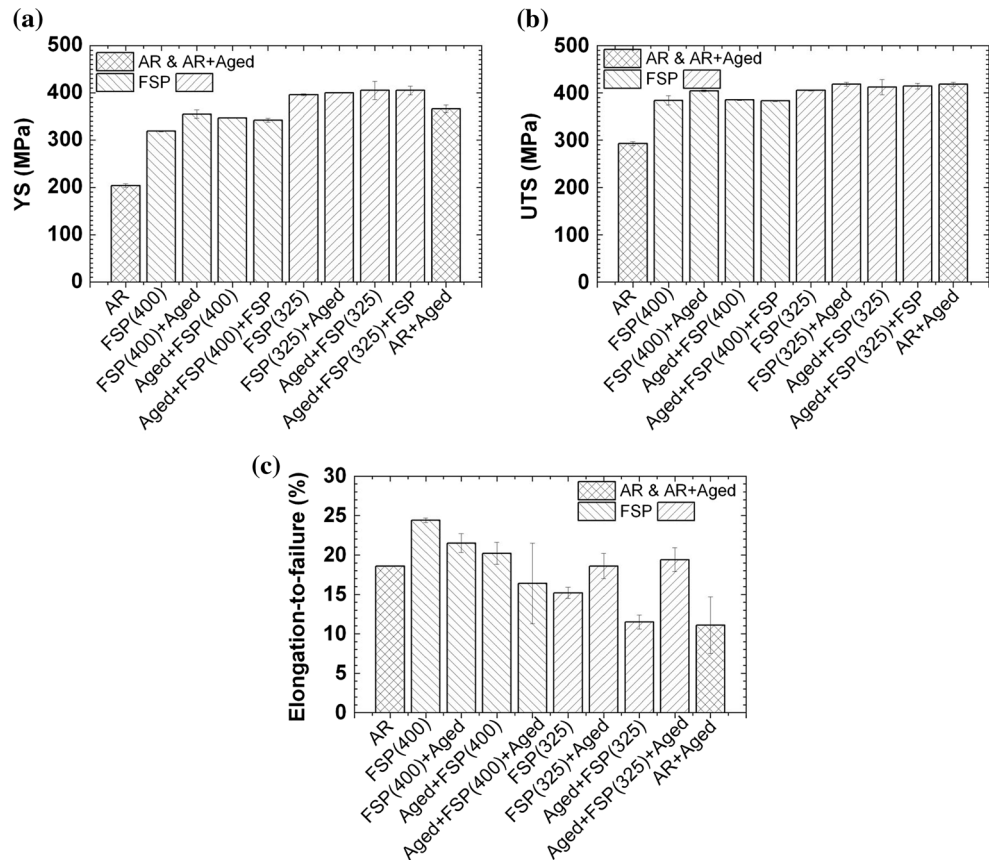 (a)
500
400
300
200
100
0
YS (MPa)
AR & AR+Aged
FSP
AR
FSP(400)
FSP(400)+Aged
Aged+FSP(400)
Aged+FSP(400)+FSP
FSP(325)
FSP(325)+Aged
Aged+FSP(325)
Aged+FSP(325)+FSP
AR+Aged
(b)
500
400
300
200
100
0
UTS (MPa)
AR & AR+Aged
FSP
AR
FSP(400)
FSP(400)+Aged
Aged+FSP(400)
Aged+FSP(400)+FSP
FSP(325)
FSP(325)+Aged
Aged+FSP(325)
Aged+FSP(325)+FSP
AR+Aged
(c)
30
25
20
15
10
5
0
Elongation-to-failure (%)
AR & AR+Aged
FSP
AR
FSP(400)
FSP(400)+Aged
Aged+FSP(400)
Aged+FSP(400)+Aged
FSP(325)
FSP(325)+Aged
Aged+FSP(325)
Aged+FSP(325)+Aged
AR+Aged